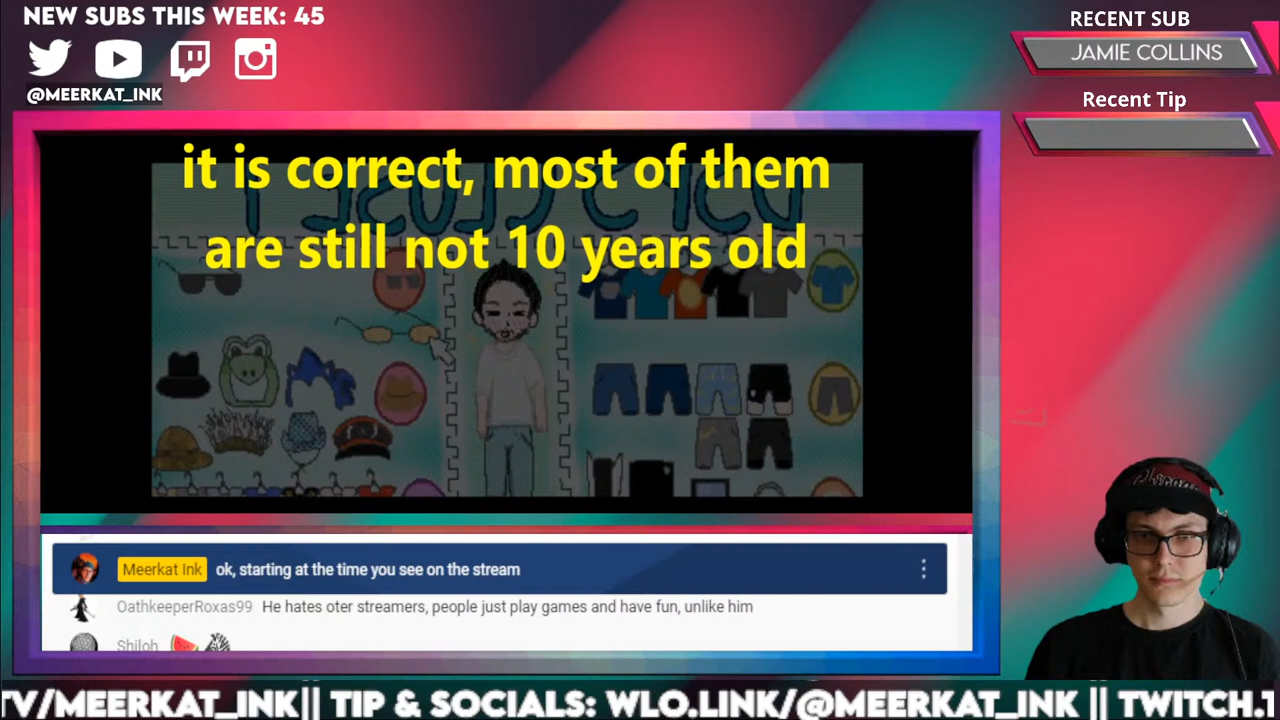 NEW SUBS THIS WEEK: 45
@MEERKAT_INK
RECENT SUB
JAMIE COLLINS
Recent Tip
it is correct, most of them
are still not 10 years old
Meerkat Ink ok, starting at the time you see on the stream
OathkeeperRoxas99 He hates oter streamers, people just play games and have fun, unlike him
Shiloh
TV/MEERKAT_INK|| TIP & SOCIALS: WLO.LINK/@MEERKAT_INK || TWITCH.T